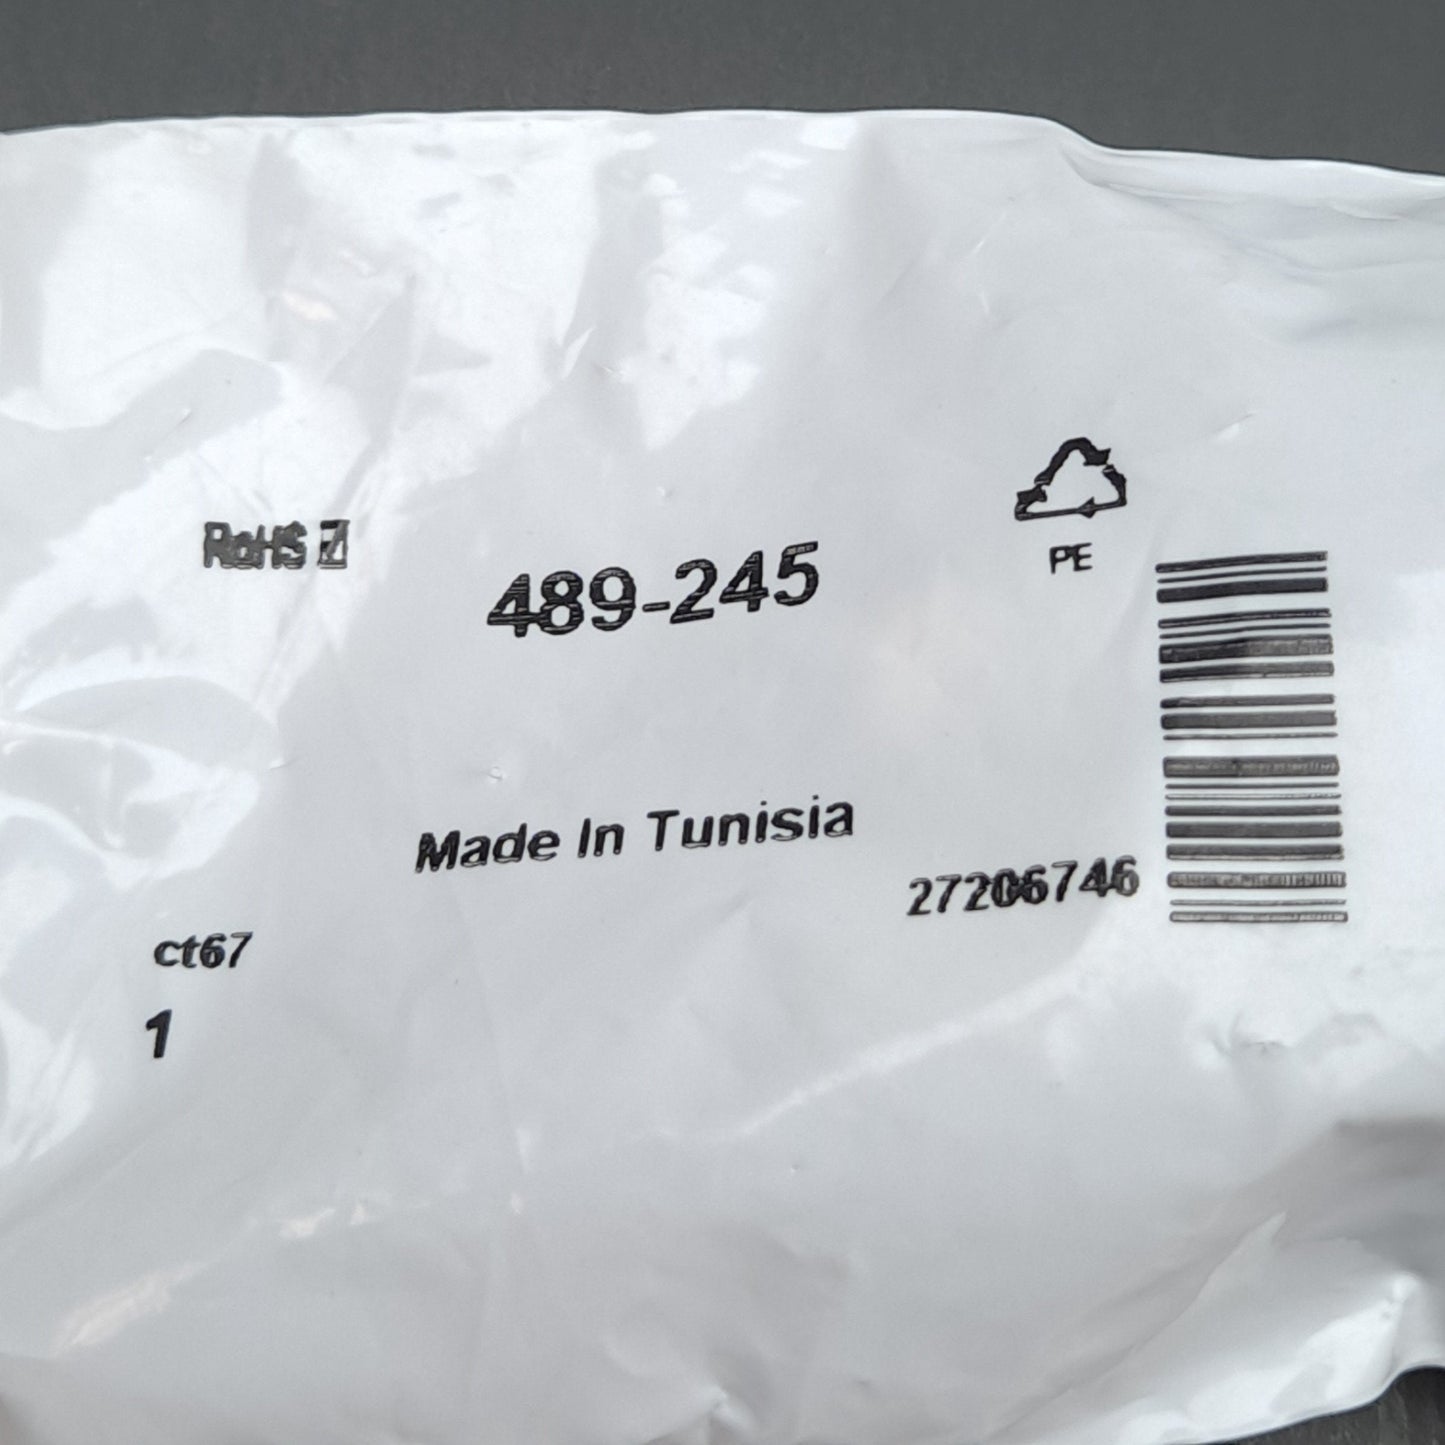 PE
RoHS
489-245
Made In Tunisia
27206746
ct67
1